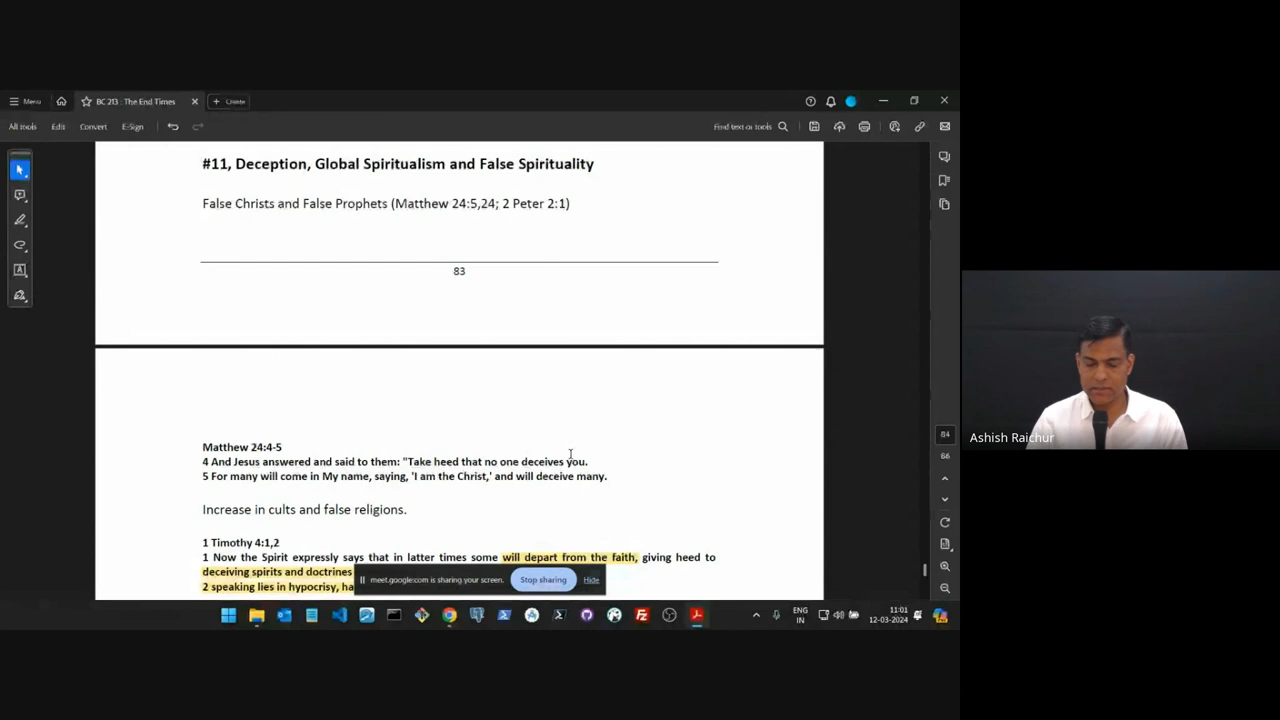 Menu
BC 213 : The End Times
Create
All tools
Edit
Convert
E-Sign
Find text or tools
#11, Deception, Global Spiritualism and False Spirituality
False Christs and False Prophets (Matthew 24:5,24; 2 Peter 2:1)
83
Matthew 24:4-5
4 And Jesus answered and said to them: "Take heed that no one deceives you.
5 For many will come in My name, saying, 'I am the Christ,' and will deceive many.
Increase in cults and false religions.
1 Timothy 4:1,2
1 Now the Spirit expressly says that in latter times some will depart from the faith, giving heed to
deceiving spirits and doctrines
2 speaking lies in hypocrisy, ha
meet.google.com is sharing your screen.
Stop sharing
Hide
84
66
Ashish Raichur
ENG
IN
11:01
12-03-2024